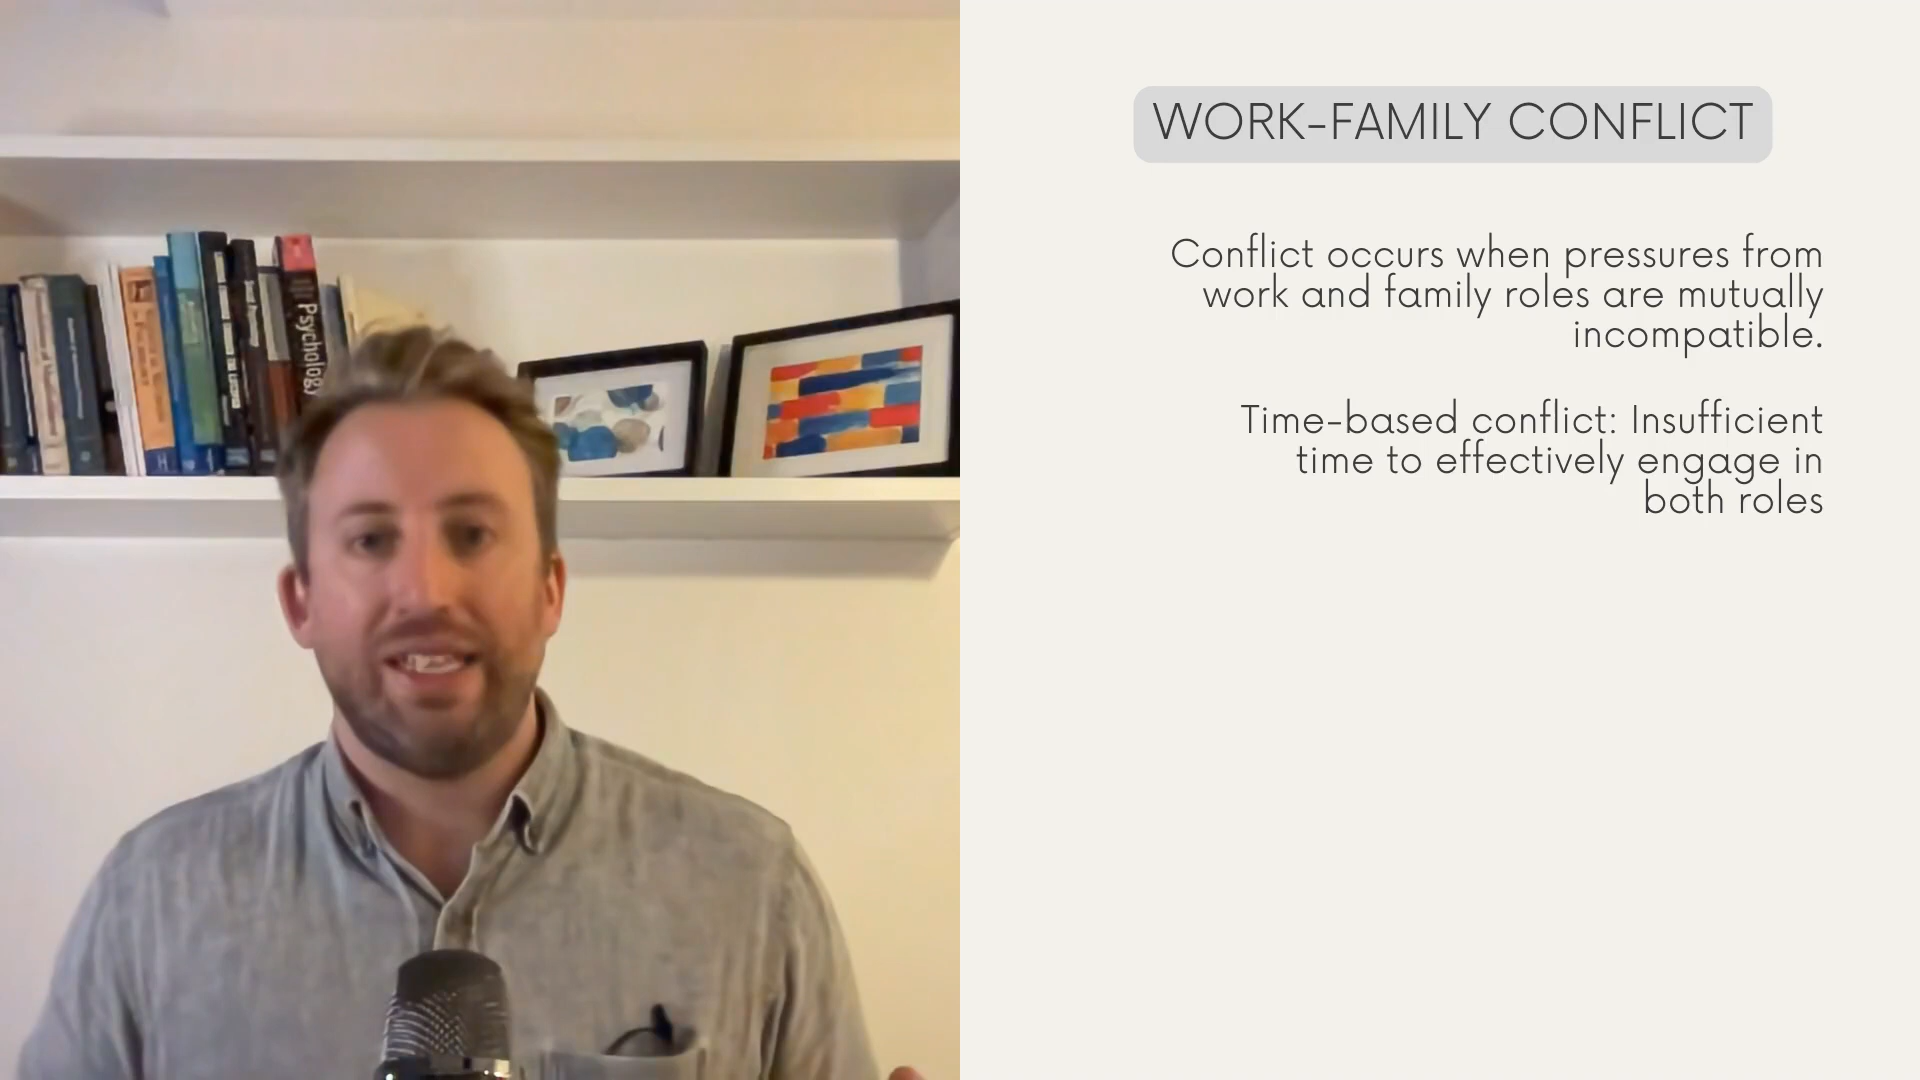 WORK-FAMILY CONFLICT
Conflict occurs when pressures from
work and family roles are mutually
incompatible.
Time-based conflict: Insufficient
time to effectively engage in
both roles
Psychology